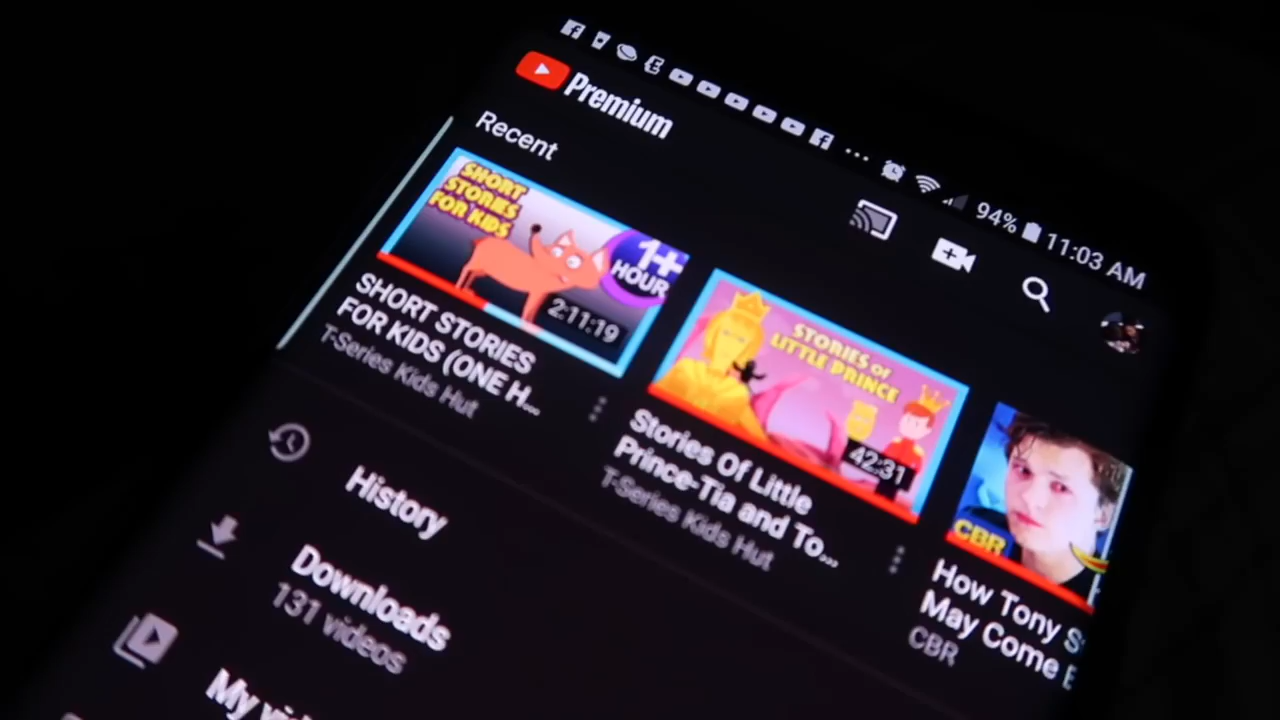 94% 11:03 AM
Premium
Recent
SHORT
STORIES
FOR KIDS
1+
HOUR
2:11:19
SHORT STORIES
FOR KIDS (ONE H...
T-Series Kids Hut
STORIES OF
LITTLE PRINCE
42:31
Stories Of Little
Prince-Tia and To...
T-Series Kids Hut
CBR
How Tony S
May Come
CBR
History
Downloads
131 videos
My